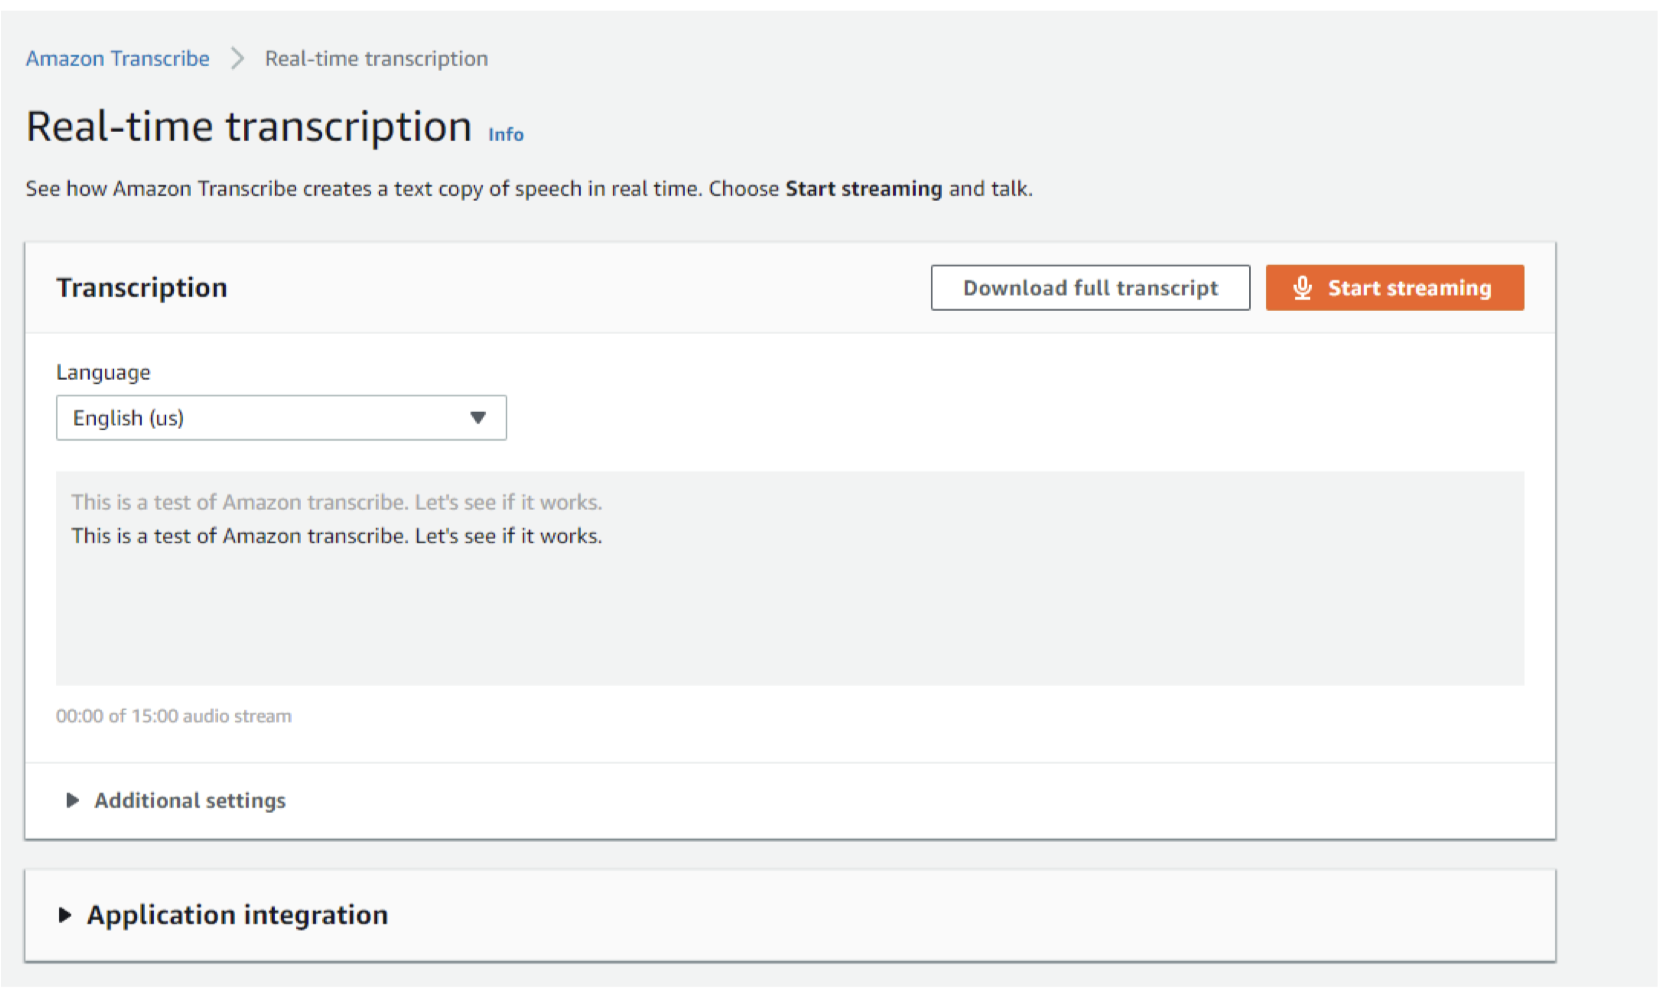 Amazon Transcribe > Real-time transcription
Real-time transcription Info
See how Amazon Transcribe creates a text copy of speech in real time. Choose Start streaming and talk.
Transcription
Download full transcript
Start streaming
Language
English (us)
This is a test of Amazon transcribe. Let's see if it works.
This is a test of Amazon transcribe. Let's see if it works.
00:00 of 15:00 audio stream
Additional settings
Application integration